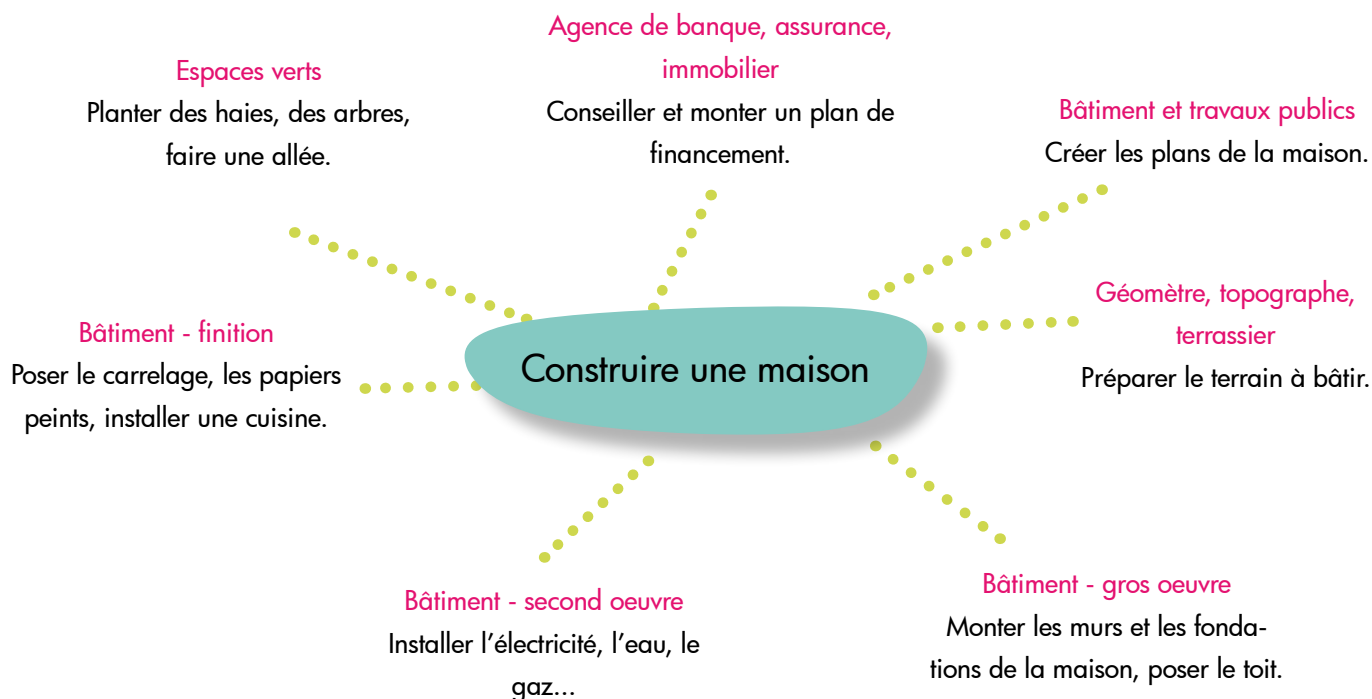 Agence de banque, assurance,
immobilier
Conseiller et monter un plan de
financement.
Espaces verts
Planter des haies, des arbres,
faire une allée.
Bâtiment et travaux publics
Créer les plans de la maison.
Géomètre, topographe,
terrassier
Préparer le terrain à bâtir.
Bâtiment - finition
Poser le carrelage, les papiers
peints, installer une cuisine.
Construire une maison
Bâtiment - second oeuvre
Installer l'électricité, l'eau, le
gaz...
Bâtiment - gros oeuvre
Monter les murs et les fonda-
tions de la maison, poser le toit.